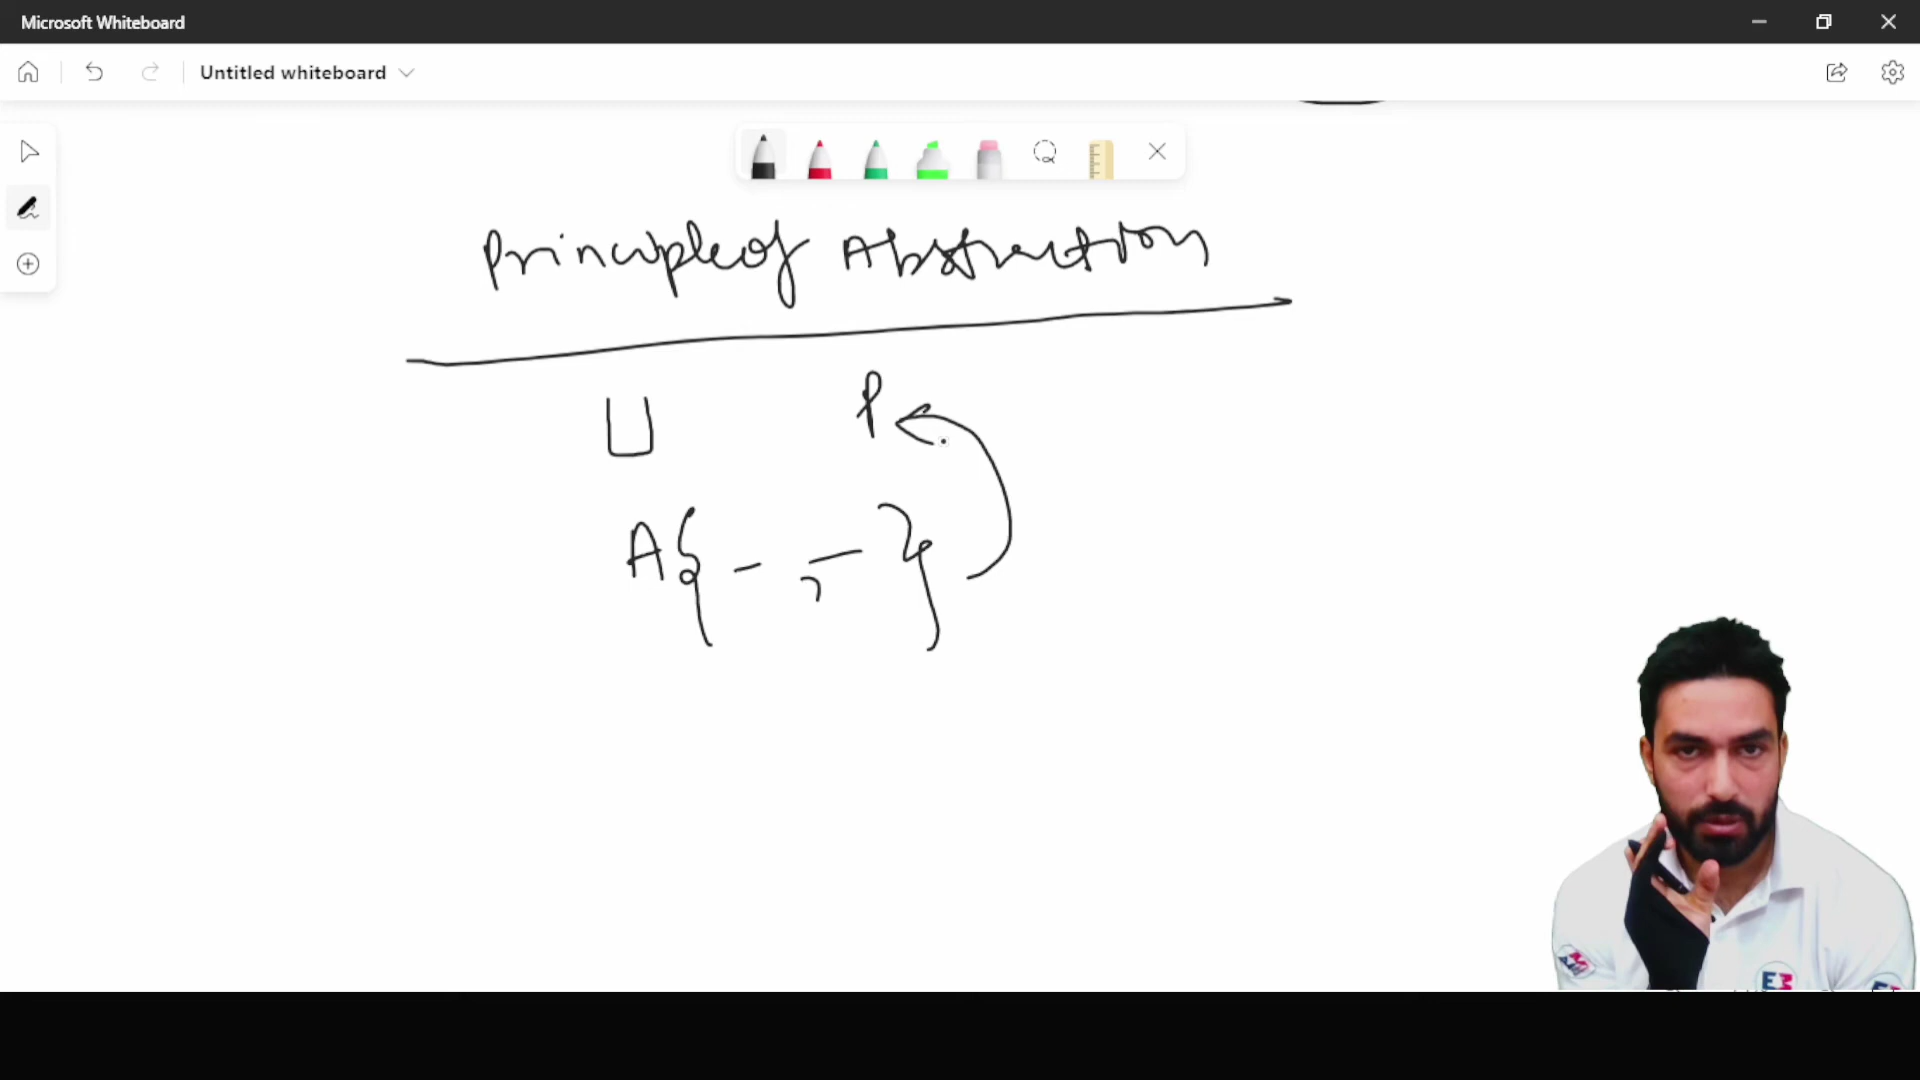 Microsoft Whiteboard
Untitled whiteboard
Principle of Abstraction
U P
A{ - , - }